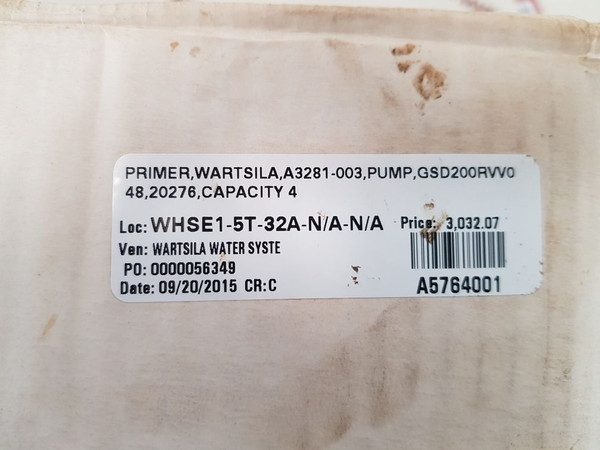 PRIMER,WARTSILA,A3281-003,PUMP,GSD200RVV0
48,20276,CAPACITY 4
Loc: WHSE1-5T-32A-N/A-N/A Price: 3,032.07
Ven: WARTSILA WATER SYSTE
PO: 0000056349
Date: 09/20/2015 CR:C A5764001